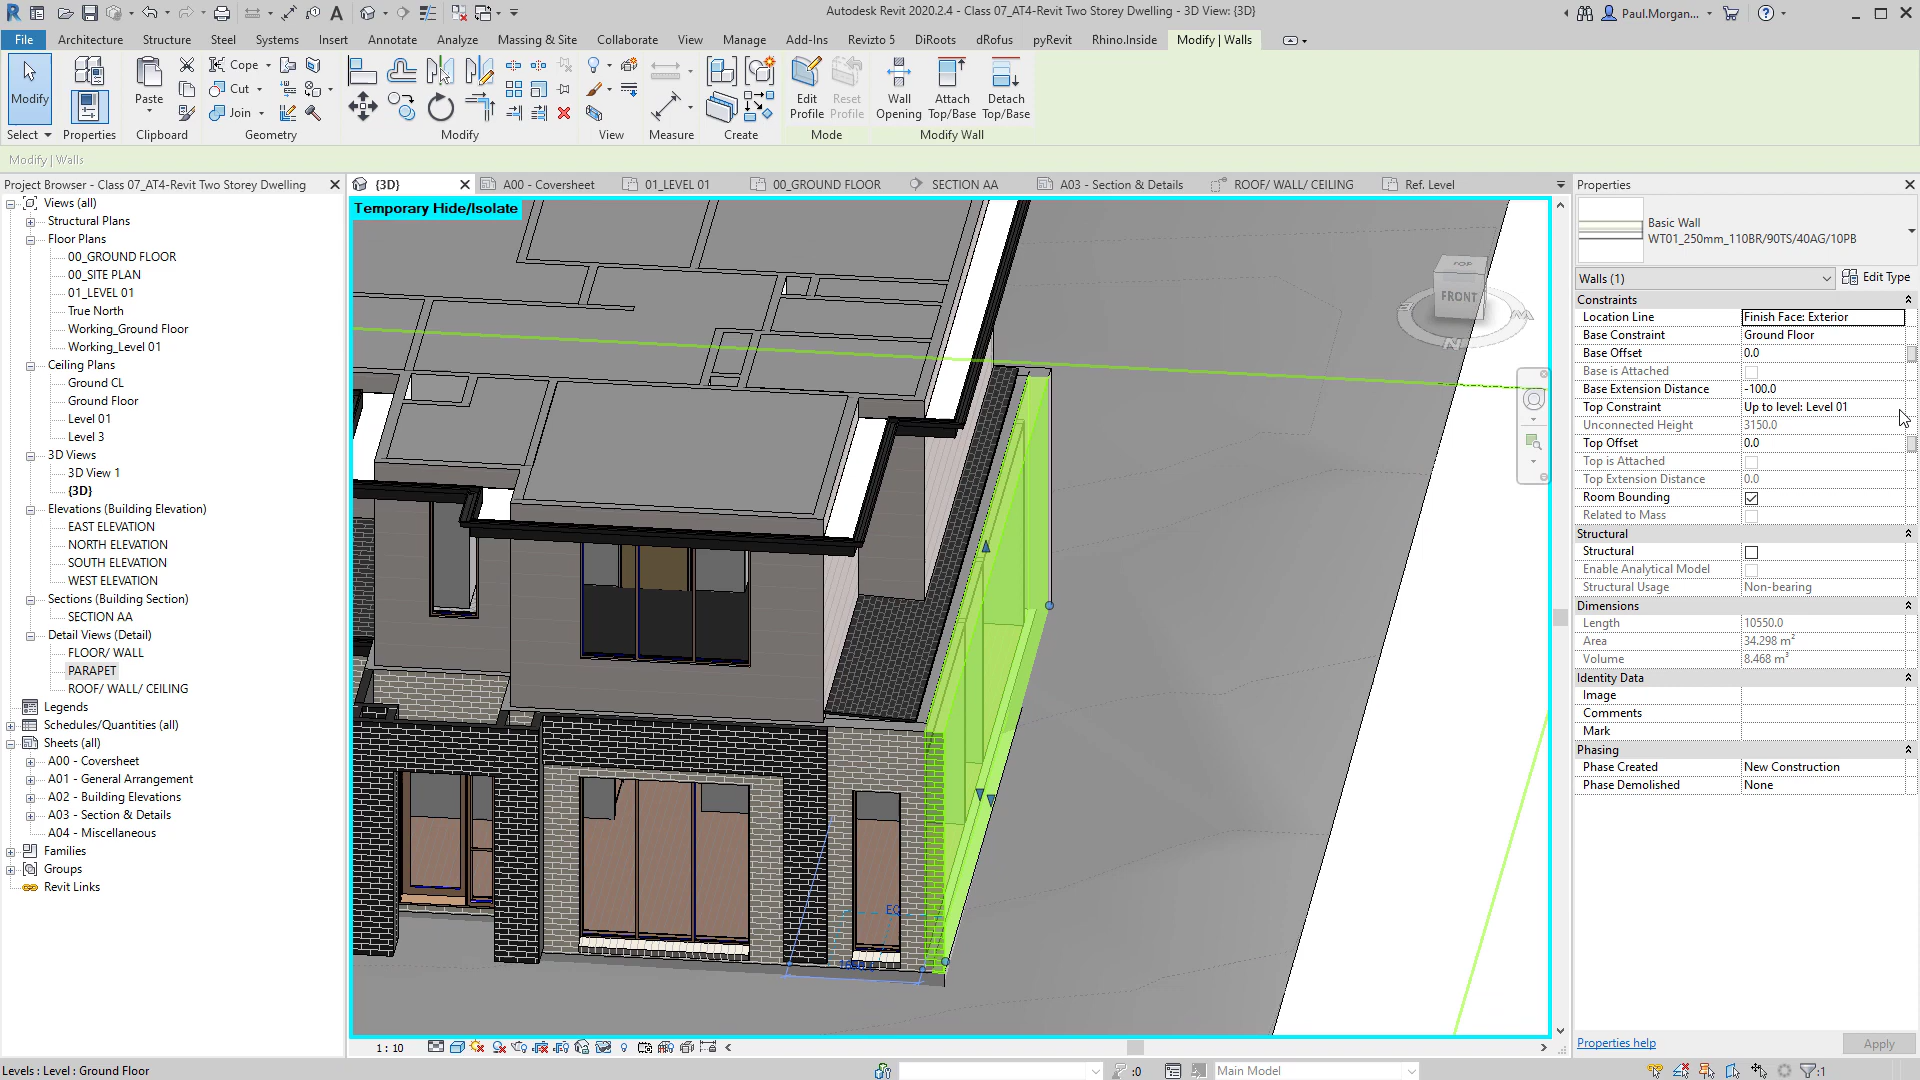 Autodesk Revit 2020.2.4 - Class 07_AT4-Revit Two Storey Dwelling - 3D View: {3D}
Paul.Morgan...
File
Architecture
Structure
Steel
Systems
Insert
Annotate
Analyze
Massing & Site
Collaborate
View
Manage
Add-Ins
Revizto 5
DiRoots
dRofus
pyRevit
Rhino.Inside
Modify | Walls
Modify
Properties
Paste
Cope
Cut
Join
Edit Profile
Reset Profile
Wall Opening
Attach Top/Base
Detach Top/Base
Select
Properties
Clipboard
Geometry
Modify
View
Measure
Create
Mode
Modify Wall
Modify | Walls
Project Browser - Class 07_AT4-Revit Two Storey Dwelling
{3D}
A00 - Coversheet
01_LEVEL 01
00_GROUND FLOOR
SECTION AA
A03 - Section & Details
ROOF/ WALL/ CEILING
Ref. Level
Properties
Views (all)
Structural Plans
Floor Plans
00_GROUND FLOOR
00_SITE PLAN
01_LEVEL 01
True North
Working_Ground Floor
Working_Level 01
Ceiling Plans
Ground CL
Ground Floor
Level 01
Level 3
3D Views
3D View 1
{3D}
Elevations (Building Elevation)
EAST ELEVATION
NORTH ELEVATION
SOUTH ELEVATION
WEST ELEVATION
Sections (Building Section)
SECTION AA
Detail Views (Detail)
FLOOR/ WALL
PARAPET
ROOF/ WALL/ CEILING
Legends
Schedules/Quantities (all)
Sheets (all)
A00 - Coversheet
A01 - General Arrangement
A02 - Building Elevations
A03 - Section & Details
A04 - Miscellaneous
Families
Groups
Revit Links
Temporary Hide/Isolate
TOP
FRONT
EQ
Basic Wall
WT01_250mm_110BR/90TS/40AG/10PB
Walls (1)
Edit Type
Constraints
Location Line Finish Face: Exterior
Base Constraint Ground Floor
Base Offset 0.0
Base is Attached
Base Extension Distance -100.0
Top Constraint Up to level: Level 01
Unconnected Height 3150.0
Top Offset 0.0
Top is Attached
Top Extension Distance 0.0
Room Bounding
Related to Mass
Structural
Structural
Enable Analytical Model
Structural Usage Non-bearing
Dimensions
Length 10550.0
Area 34.298 m²
Volume 8.468 m³
Identity Data
Image
Comments
Mark
Phasing
Phase Created New Construction
Phase Demolished None
Properties help
Apply
1 : 10
Levels : Level : Ground Floor
:0
Main Model
:1